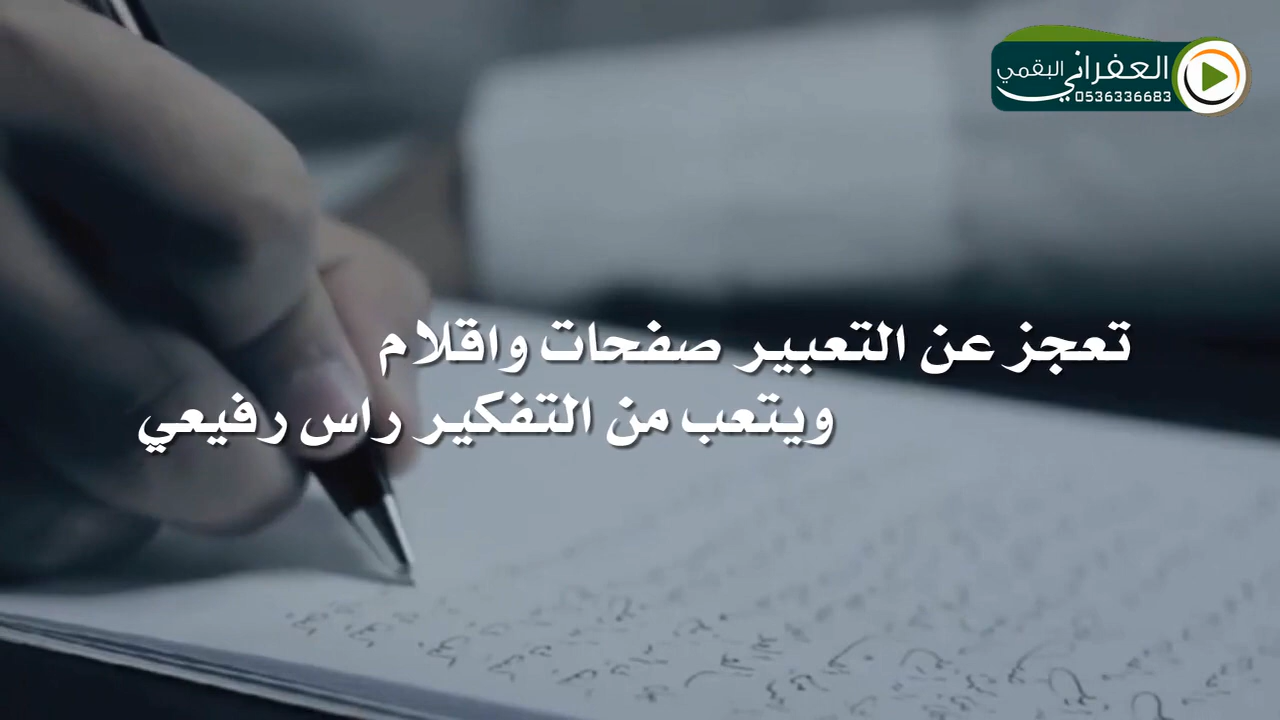 العفراني البقمي
0536336683
تعجز عن التعبير صفحات واقلام
ويتعب من التفكير راس رفيعي